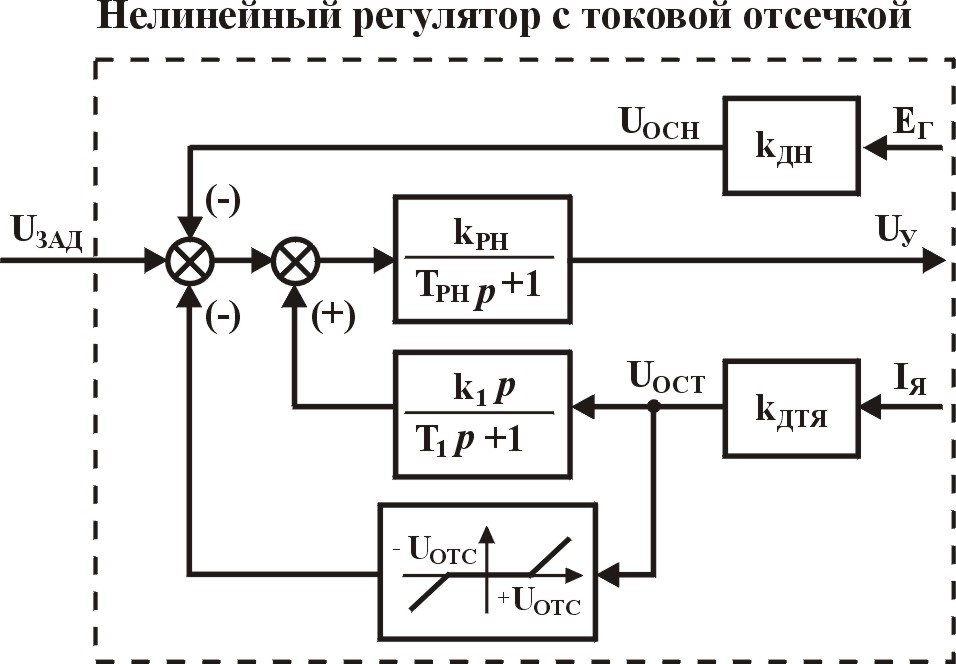 Нелинейный регулятор с токовой отсечкой
UОСН
kДН
EГ
(-)
UЗАД
kРН
TРН p +1
UУ
(-)
(+)
k1 p
T1 p +1
UОСТ
kДТЯ
IЯ
- UОТС
+UОТС